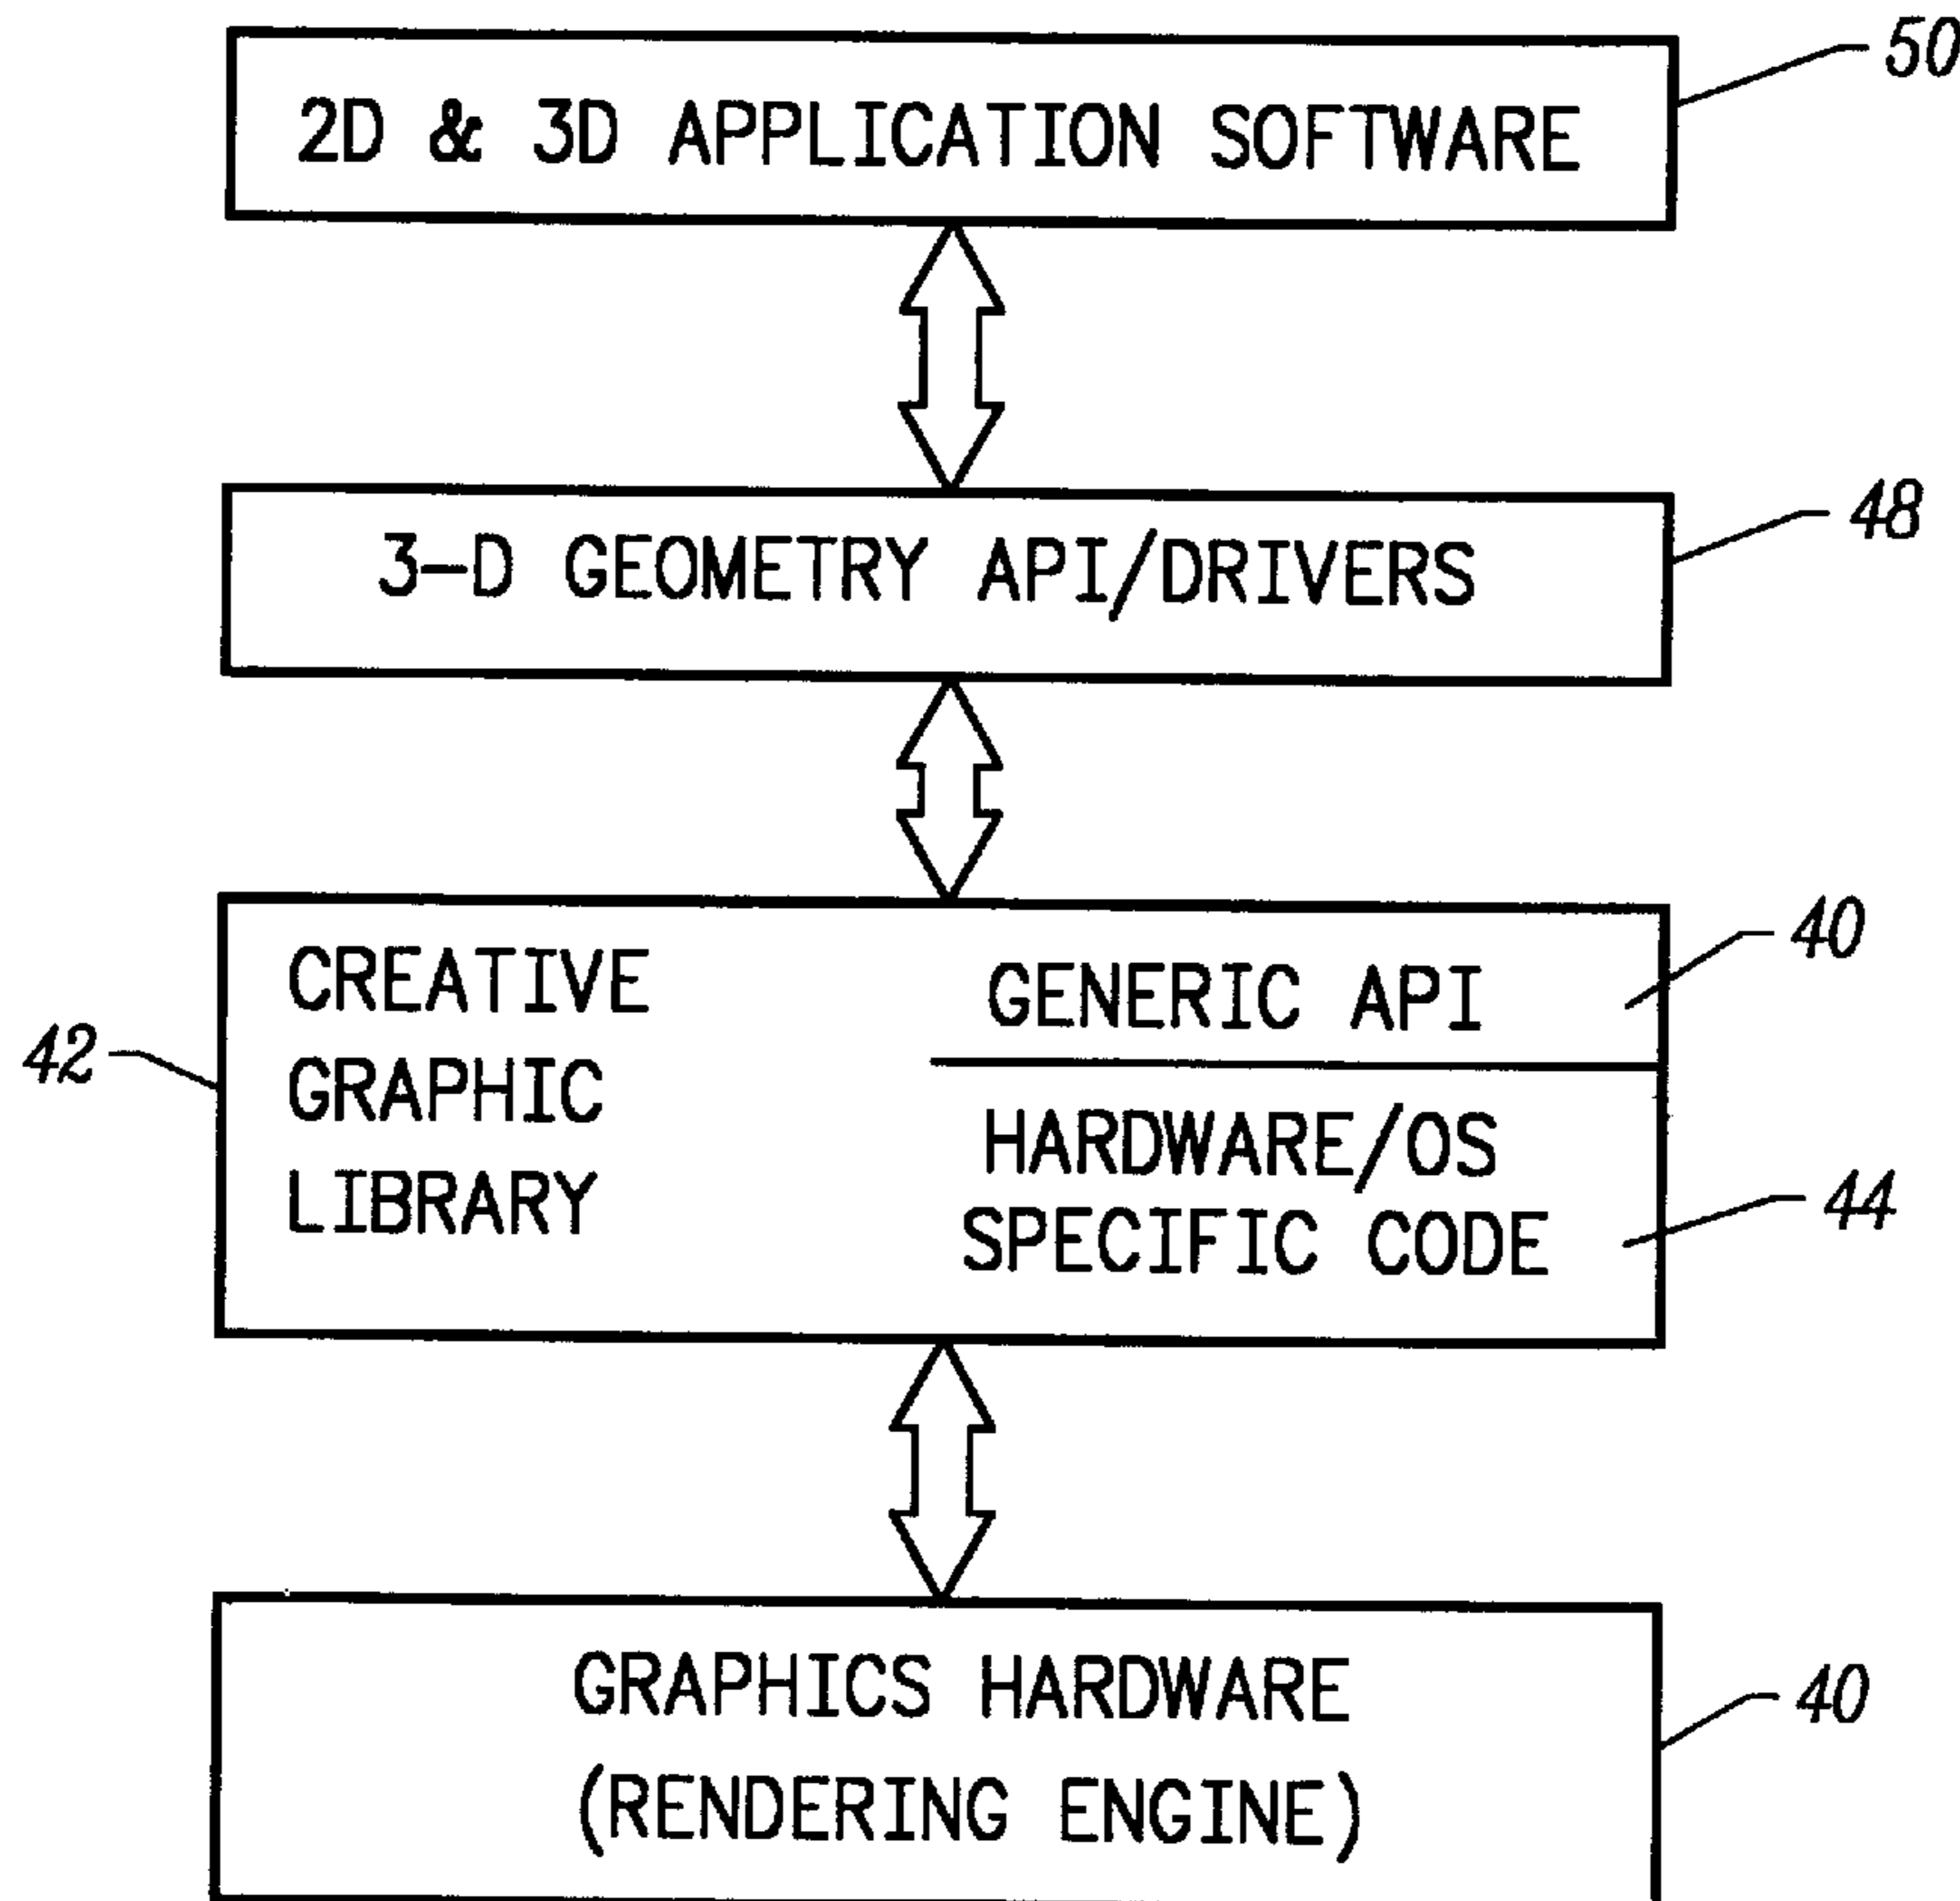 50
2D & 3D APPLICATION SOFTWARE
48
3-D GEOMETRY API/DRIVERS
40
42
CREATIVE
GRAPHIC
LIBRARY
GENERIC API
HARDWARE/OS
SPECIFIC CODE
44
GRAPHICS HARDWARE
(RENDERING ENGINE)
40